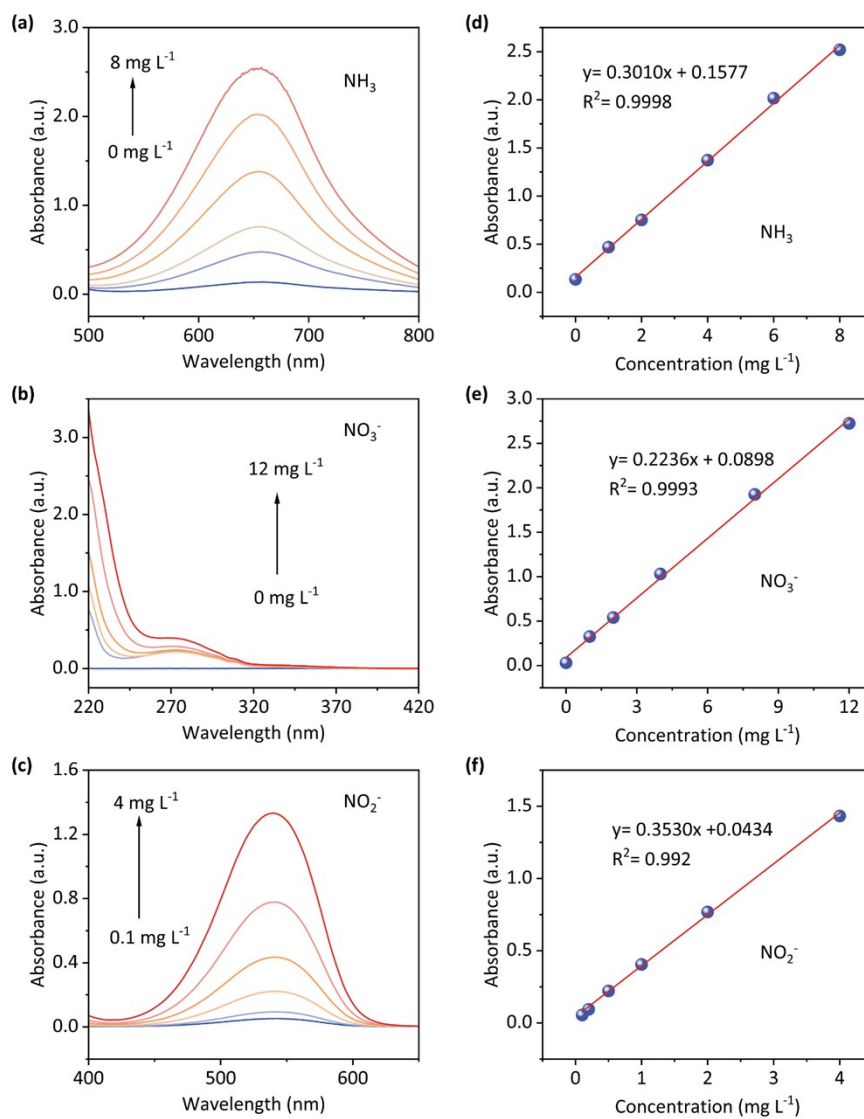 (a)
3.0
2.0
1.0
0.0
8 mg L⁻¹
0 mg L⁻¹
NH₃
500
600
700
800
Wavelength (nm)
Absorbance (a.u.)
(d)
2.5
2.0
1.5
1.0
0.5
0.0
y= 0.3010x + 0.1577
R²= 0.9998
NH₃
0
2
4
6
8
Concentration (mg L⁻¹)
Absorbance (a.u.)
(b)
3.0
2.0
1.0
0.0
NO₃⁻
12 mg L⁻¹
0 mg L⁻¹
220
270
320
370
420
Wavelength (nm)
Absorbance (a.u.)
(e)
3.0
2.5
2.0
1.5
1.0
0.5
0.0
y= 0.2236x + 0.0898
R²= 0.9993
NO₃⁻
0
3
6
9
12
Concentration (mg L⁻¹)
Absorbance (a.u.)
(c)
1.6
1.2
0.8
0.4
0.0
4 mg L⁻¹
0.1 mg L⁻¹
NO₂⁻
400
500
600
Wavelength (nm)
Absorbance (a.u.)
(f)
1.5
1.0
0.5
0.0
y= 0.3530x +0.0434
R²= 0.992
NO₂⁻
0
1
2
3
4
Concentration (mg L⁻¹)
Absorbance (a.u.)